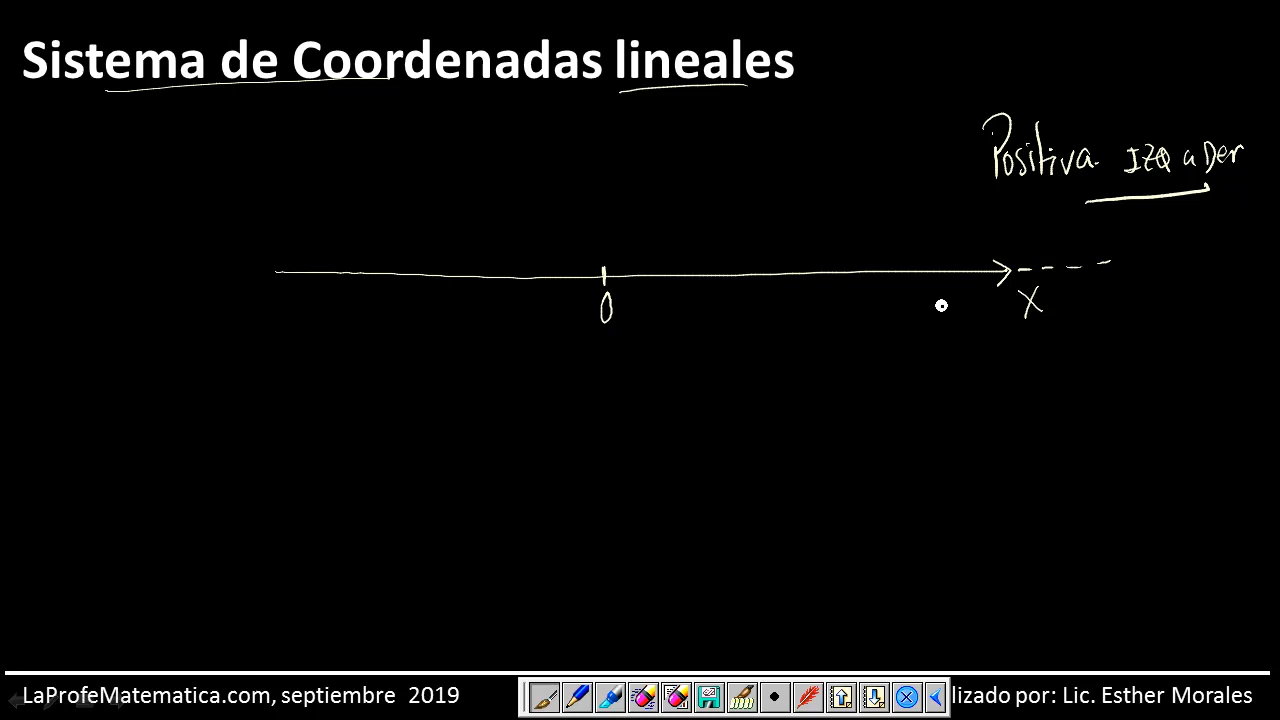 Sistema de Coordenadas lineales
Positiva. IZQ a Der
0
X
LaProfeMatematica.com, septiembre 2019
lizado por: Lic. Esther Morales